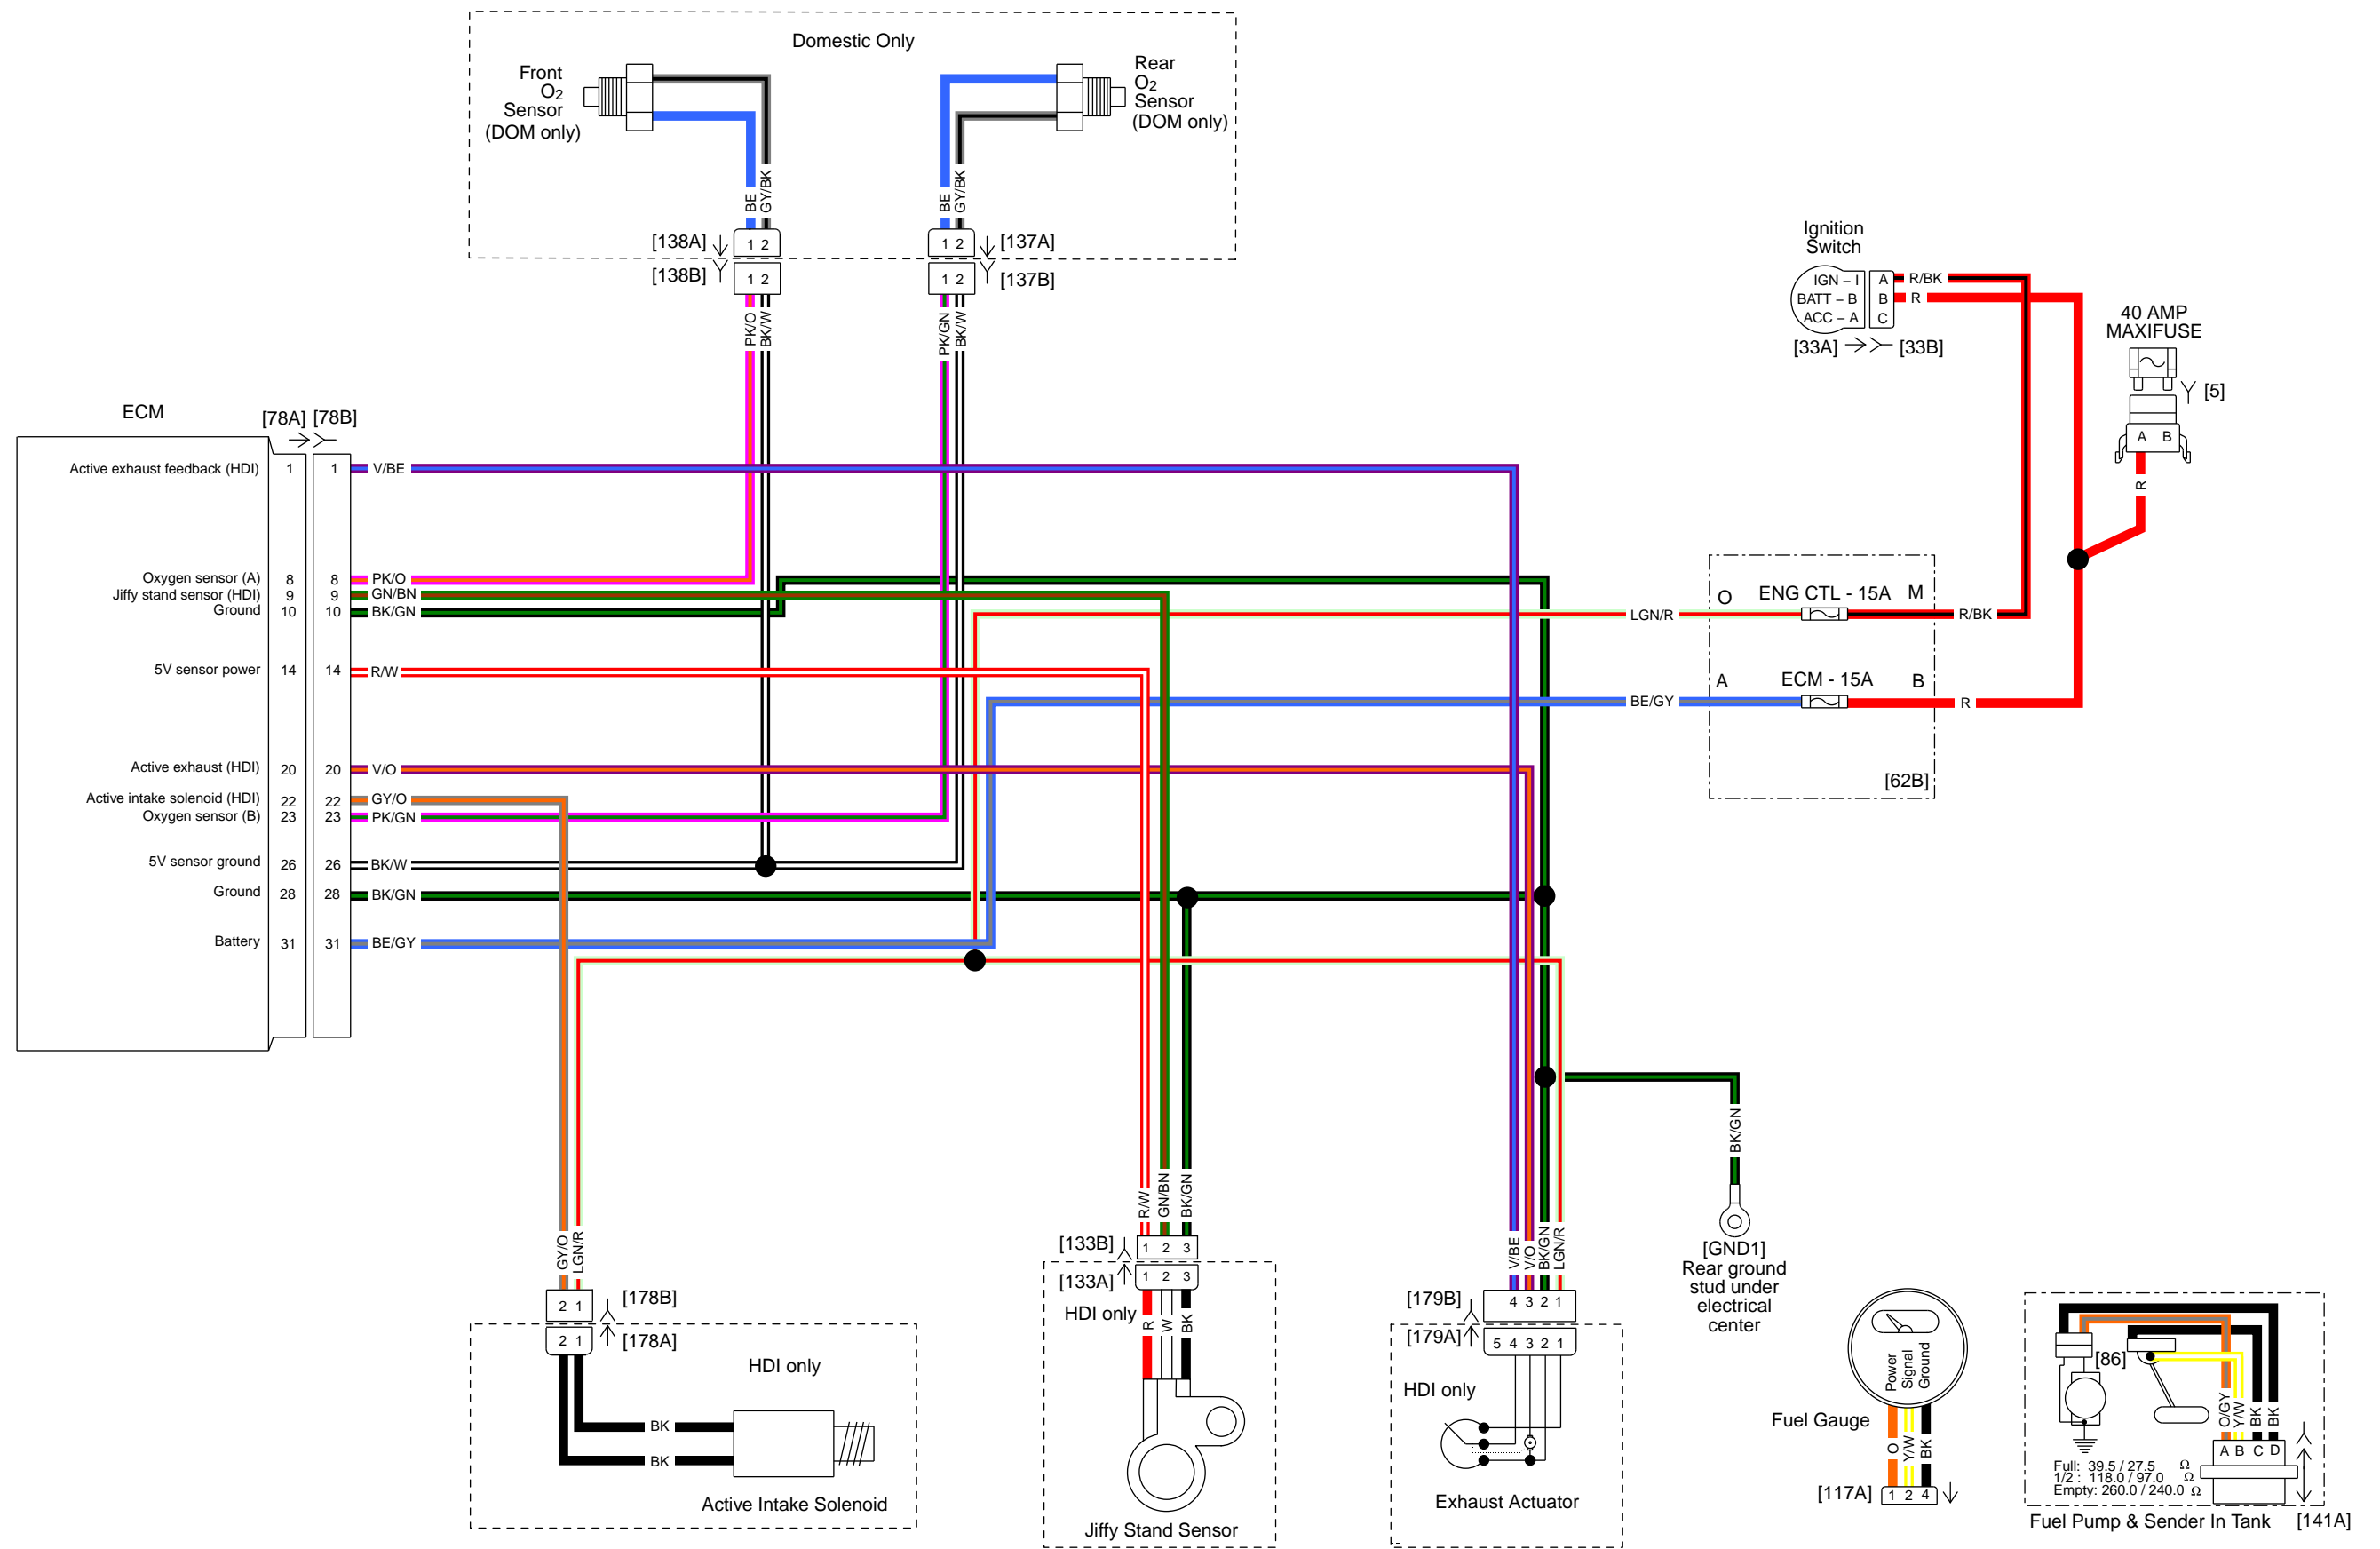 Domestic Only
Front
O2
Sensor
(DOM only)
Rear
O2
Sensor
(DOM only)
BE
GY/BK
BE
GY/BK
[138A]
1 2
1 2
[137A]
[138B]
1 2
1 2
[137B]
PK/O
BK/W
PK/GN
BK/W
Ignition
Switch
IGN – I
A
R/BK
BATT – B
B
R
ACC – A
C
[33A]
[33B]
40 AMP
MAXIFUSE
[5]
A B
R
ECM
[78A] [78B]
Active exhaust feedback (HDI) 1 1 V/BE
Oxygen sensor (A) 8 8 PK/O
Jiffy stand sensor (HDI) 9 9 GN/BN
Ground 10 10 BK/GN
5V sensor power 14 14 R/W
Active exhaust (HDI) 20 20 V/O
Active intake solenoid (HDI) 22 22 GY/O
Oxygen sensor (B) 23 23 PK/GN
5V sensor ground 26 26 BK/W
Ground 28 28 BK/GN
Battery 31 31 BE/GY
O ENG CTL - 15A M
LGN/R
R/BK
A ECM - 15A B
BE/GY
R
[62B]
BK/GN
[GND1]
Rear ground
stud under
electrical
center
GY/O
LGN/R
2 1
[178B]
2 1
[178A]
HDI only
BK
BK
Active Intake Solenoid
R/W
GN/BN
BK/GN
[133B]
1 2 3
[133A]
1 2 3
HDI only
R
W
BK
Jiffy Stand Sensor
V/BE
V/O
BK/GN
LGN/R
[179B]
4 3 2 1
[179A]
5 4 3 2 1
HDI only
Exhaust Actuator
Power
Signal
Ground
Fuel Gauge
O
Y/W
BK
[117A]
1 2 4
[86]
O/GY
Y/W
BK
BK
A B C D
Full: 39.5 / 27.5 Ω
1/2 : 118.0 / 97.0 Ω
Empty: 260.0 / 240.0 Ω
Fuel Pump & Sender In Tank
[141A]